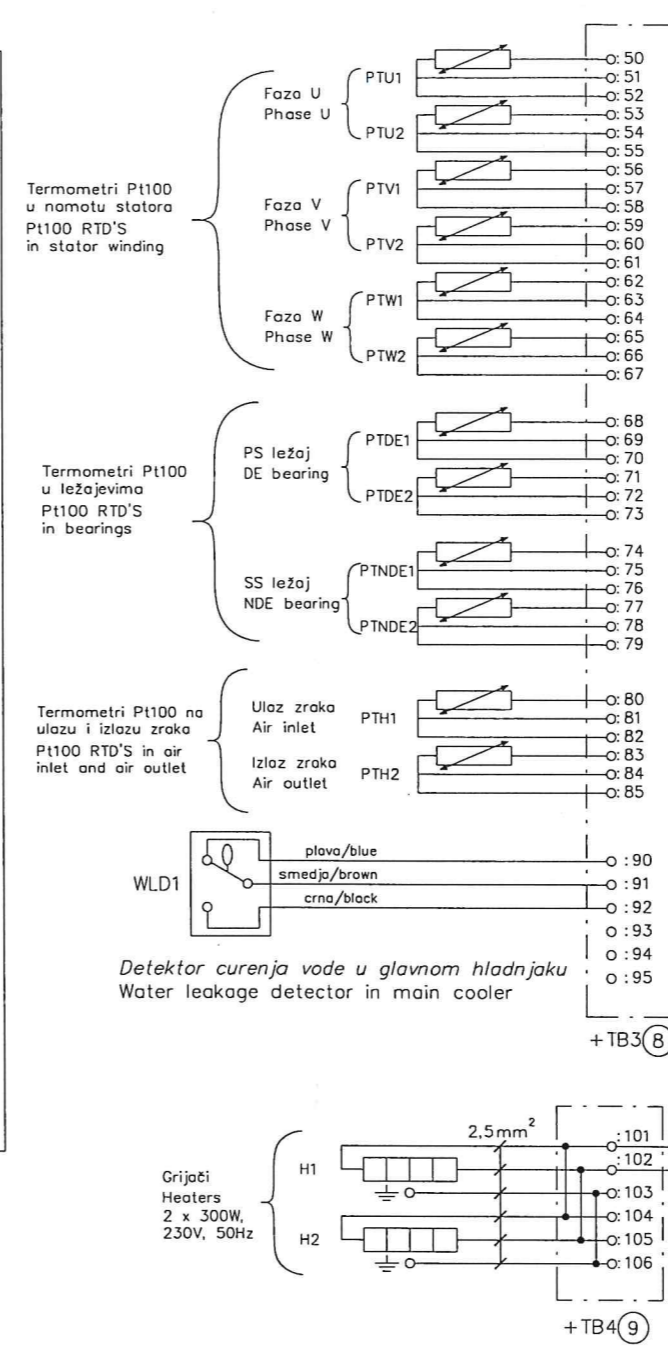 Termometri Pt100
u namotu statora
Pt100 RTD'S
in stator winding
Faza U
Phase U
PTU1
PTU2
:50
:51
:52
:53
:54
:55
Faza V
Phase V
PTV1
PTV2
:56
:57
:58
:59
:60
:61
Faza W
Phase W
PTW1
PTW2
:62
:63
:64
:65
:66
:67
Termometri Pt100
u ležajevima
Pt100 RTD'S
in bearings
PS ležaj
DE bearing
PTDE1
PTDE2
:68
:69
:70
:71
:72
:73
SS ležaj
NDE bearing
PTNDE1
PTNDE2
:74
:75
:76
:77
:78
:79
Termometri Pt100 na
ulazu i izlazu zraka
Pt100 RTD'S in air
inlet and air outlet
Ulaz zraka
Air inlet
PTH1
Izlaz zraka
Air outlet
PTH2
:80
:81
:82
:83
:84
:85
WLD1
plava/blue
smedja/brown
crna/black
:90
:91
:92
:93
:94
:95
Detektor curenja vode u glavnom hladnjaku
Water leakage detector in main cooler
+TB3 8
Grijači
Heaters
2 x 300W,
230V, 50Hz
H1
H2
2,5mm²
:101
:102
:103
:104
:105
:106
+TB4 9